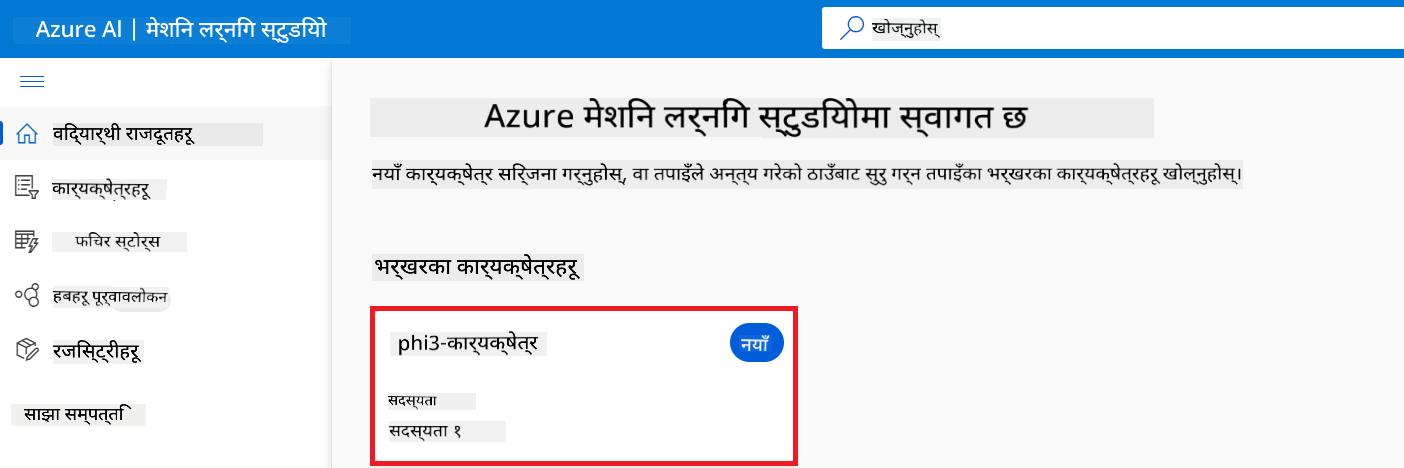 Azure AI | मेशिन लर्निंग स्टुडियो
खोज्नुहोस्
विद्यार्थी राजदूतहरू
कार्यक्षेत्रहरू
फिचर स्टोर्स
हबहरू पूर्वावलोकन
रजिस्ट्रीहरू
साझा सम्पत्ति
Azure मेशिन लर्निंग स्टुडियोमा स्वागत छ
नयाँ कार्यक्षेत्र सिर्जना गर्नुहोस्, वा तपाइँले अन्त्य गरेको ठाउँबाट सुरु गर्न तपाइँका भर्खरका कार्यक्षेत्रहरू खोल्नुहोस्।
भर्खरका कार्यक्षेत्रहरू
phi3-कार्यक्षेत्र
नयाँ
सदस्यता
सदस्यता १